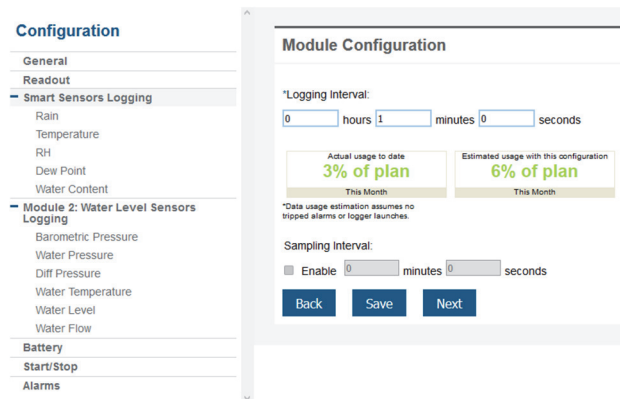 Configuration
General
Readout
Smart Sensors Logging
Rain
Temperature
RH
Dew Point
Water Content
Module 2: Water Level Sensors
Logging
Barometric Pressure
Water Pressure
Diff Pressure
Water Temperature
Water Level
Water Flow
Battery
Start/Stop
Alarms
Module Configuration
*Logging Interval:
0 hours 1 minutes 0 seconds
Actual usage to date
3% of plan
This Month
Estimated usage with this configuration
6% of plan
This Month
*Data usage estimation assumes no
tripped alarms or logger launches.
Sampling Interval:
Enable 0 minutes 0 seconds
Back Save Next